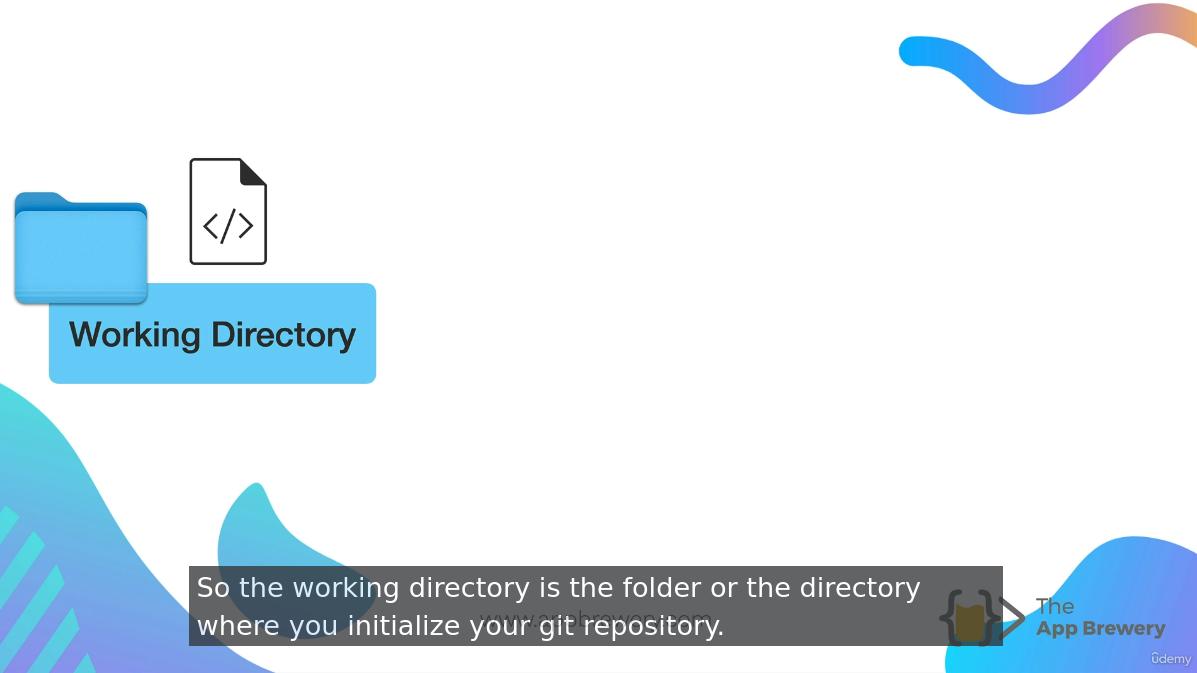 </>
Working Directory
So the working directory is the folder or the directory
where you initialize your git repository.
www.appbrewery.com
The
App Brewery
ûdemy